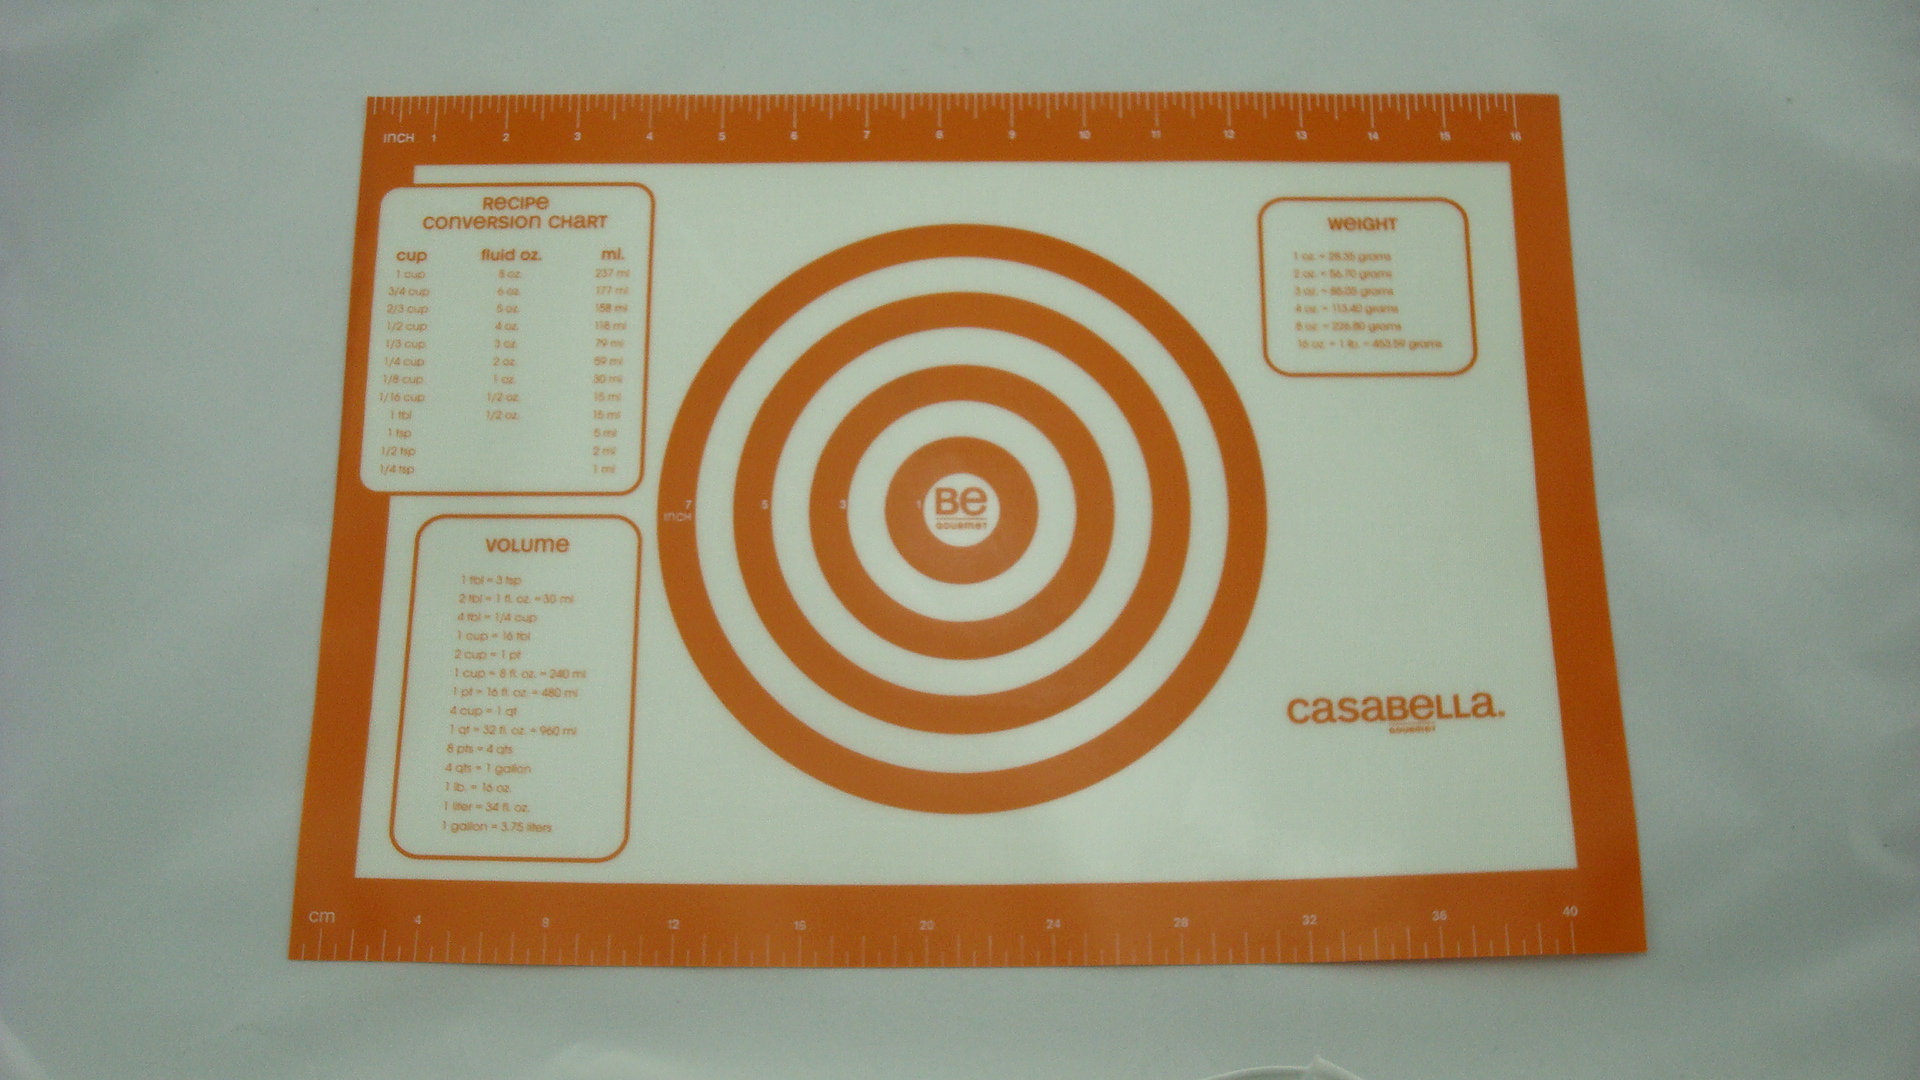 INCH 1 2 3 4 5 6 7 8 9 10 11 12 13 14 15 16
RECIPE
CONVERSION CHART
cup fluid oz. ml.
1 cup 8 oz. 237 ml
3/4 cup 6 oz. 177 ml
2/3 cup 5 oz. 158 ml
1/2 cup 4 oz. 118 ml
1/3 cup 3 oz. 79 ml
1/4 cup 2 oz. 59 ml
1/8 cup 1 oz. 30 ml
1/16 cup 1/2 oz. 15 ml
1 tbl 1/2 oz. 15 ml
1 tsp 5 ml
1/2 tsp 2 ml
1/4 tsp 1 ml
VOLUME
1 tbl = 3 tsp
2 tbl = 1 fl. oz. = 30 ml
4 tbl = 1/4 cup
1 cup = 16 tbl
2 cup = 1 pt
1 cup = 8 fl. oz. = 240 ml
1 pt = 16 fl. oz. = 480 ml
4 cup = 1 qt
1 qt = 32 fl. oz. = 960 ml
8 pts = 4 qts
4 qts = 1 gallon
1 lb. = 16 oz.
1 liter = 34 fl. oz.
1 gallon = 3.75 liters
7 5 3 1
INCH
Be
GOURMET
WEIGHT
1 oz. = 28.35 grams
2 oz. = 56.70 grams
3 oz. = 85.05 grams
4 oz. = 113.40 grams
8 oz. = 226.80 grams
16 oz. = 1 lb. = 453.59 grams
casaBeLLa.
GOURMET
cm 4 8 12 16 20 24 28 32 36 40